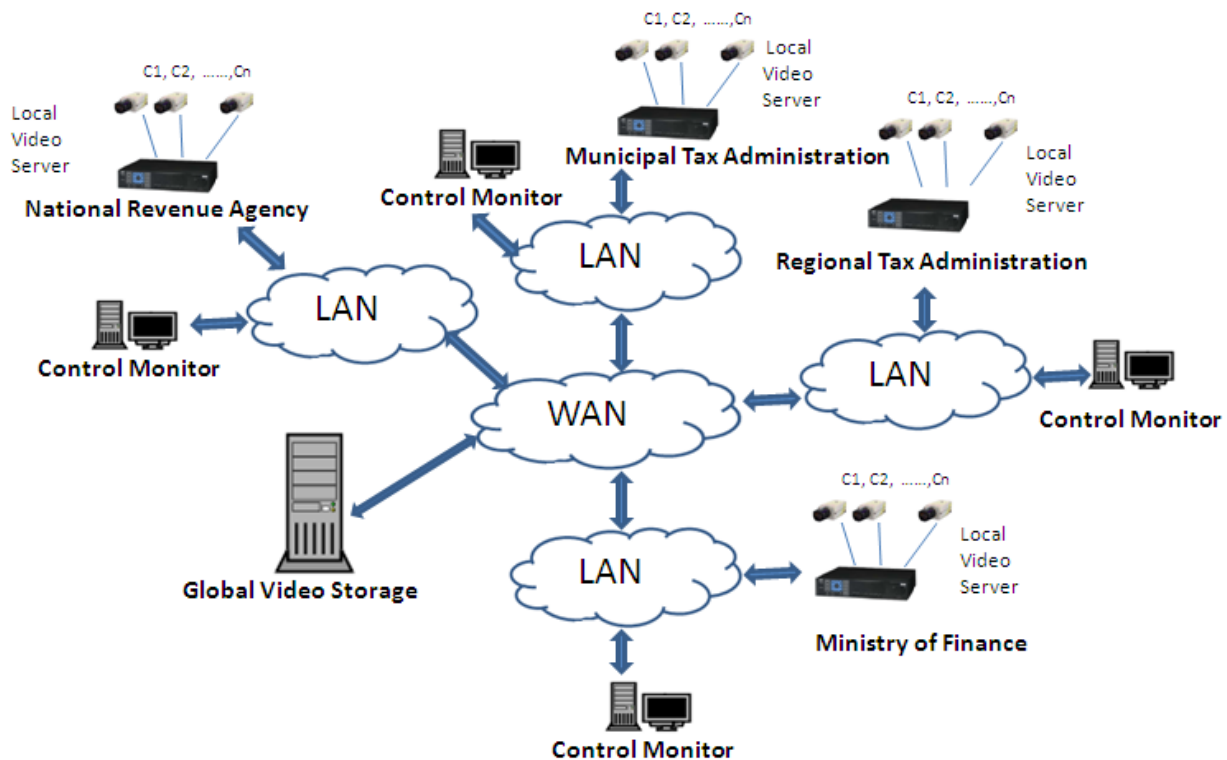 C1, C2, ......,Cn
Local
Video
Server
National Revenue Agency
C1, C2, ......,Cn
Local
Video
Server
Municipal Tax Administration
C1, C2, ......,Cn
Local
Video
Server
Regional Tax Administration
Control Monitor
LAN
LAN
Control Monitor
LAN
Control Monitor
WAN
Global Video Storage
C1, C2, ......,Cn
Local
Video
Server
LAN
Ministry of Finance
Control Monitor